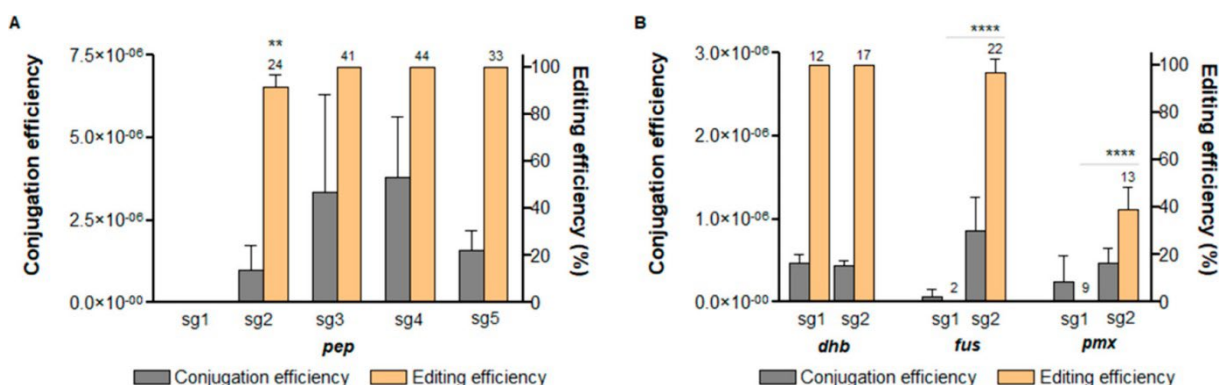 A
Conjugation efficiency
7.5×10⁻⁰⁶
5.0×10⁻⁰⁶
2.5×10⁻⁰⁶
0.0×10⁻⁰⁰
**
24
41
44
33
100
80
60
40
20
0
Editing efficiency (%)
sg1 sg2 sg3 sg4 sg5
pep
Conjugation efficiency Editing efficiency
B
Conjugation efficiency
3.0×10⁻⁰⁶
2.0×10⁻⁰⁶
1.0×10⁻⁰⁶
0.0×10⁻⁰⁰
12 17
****
2 22
****
9 13
100
80
60
40
20
0
Editing efficiency (%)
sg1 sg2 sg1 sg2 sg1 sg2
dhb fus pmx
Conjugation efficiency Editing efficiency